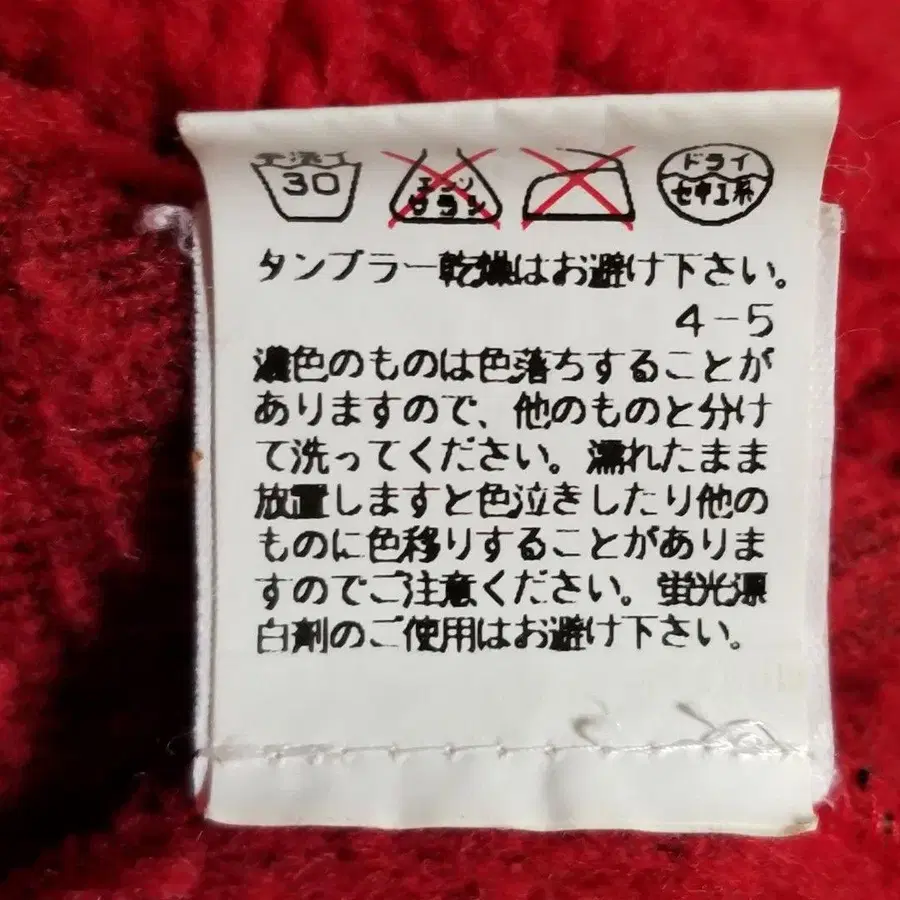 30
エンソ
サラシ
ドライ
セキユ系
タンブラー乾燥はお避け下さい。
4-5
濃色のものは色落ちすることが
ありますので、他のものと分け
て洗ってください。濡れたまま
放置しますと色泣きしたり他の
ものに色移りすることがありま
すのでご注意ください。蛍光漂
白剤のご使用はお避け下さい。